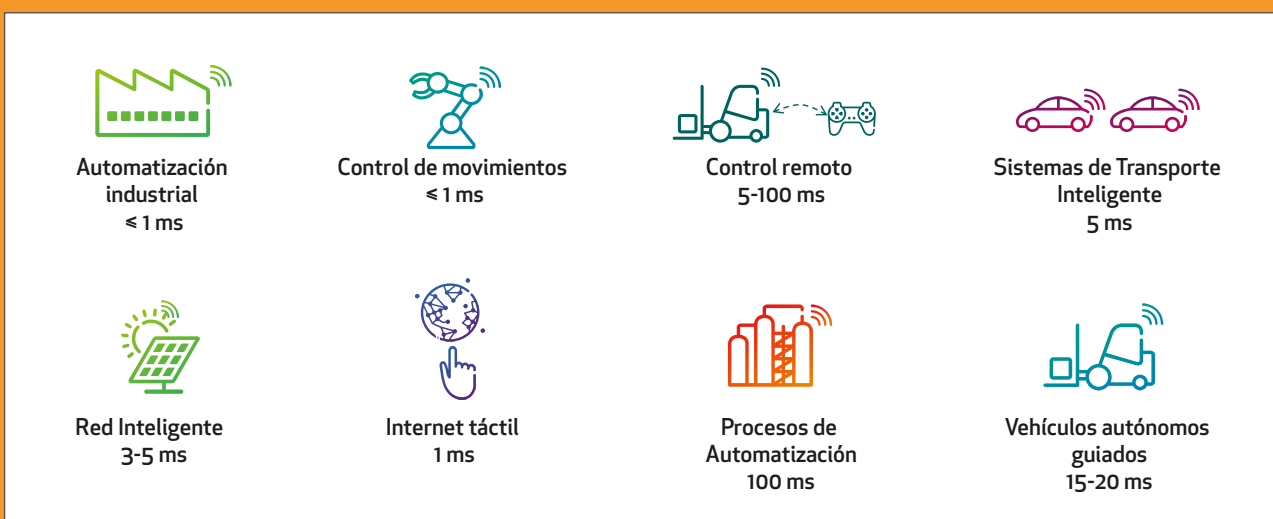 Automatización
industrial
≤ 1 ms
Control de movimientos
≤ 1 ms
Control remoto
5-100 ms
Sistemas de Transporte
Inteligente
5 ms
Red Inteligente
3-5 ms
Internet táctil
1 ms
Procesos de
Automatización
100 ms
Vehículos autónomos
guiados
15-20 ms